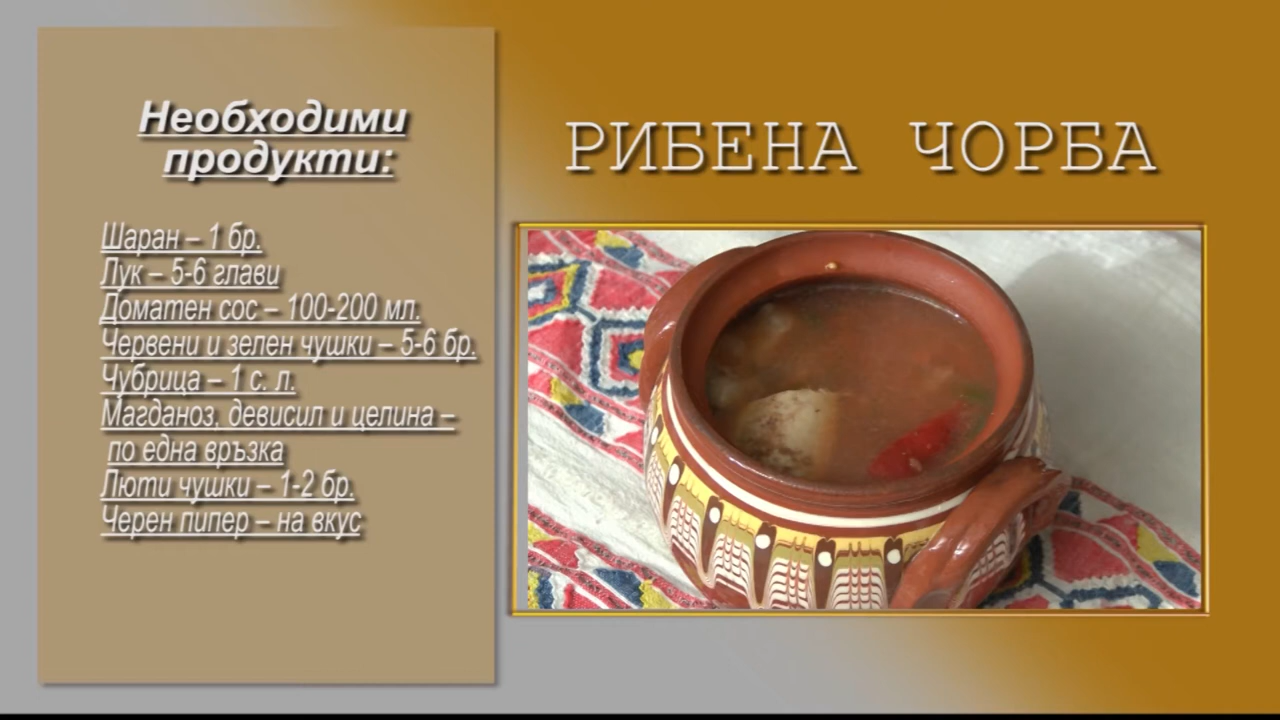 Необходими
продукти:
Шаран – 1 бр.
Лук – 5-6 глави
Доматен сос – 100-200 мл.
Червени и зелен чушки – 5-6 бр.
Чубрица – 1 с. л.
Магданоз, девисил и целина –
по една връзка
Люти чушки – 1-2 бр.
Черен пипер – на вкус
РИБЕНА ЧОРБА